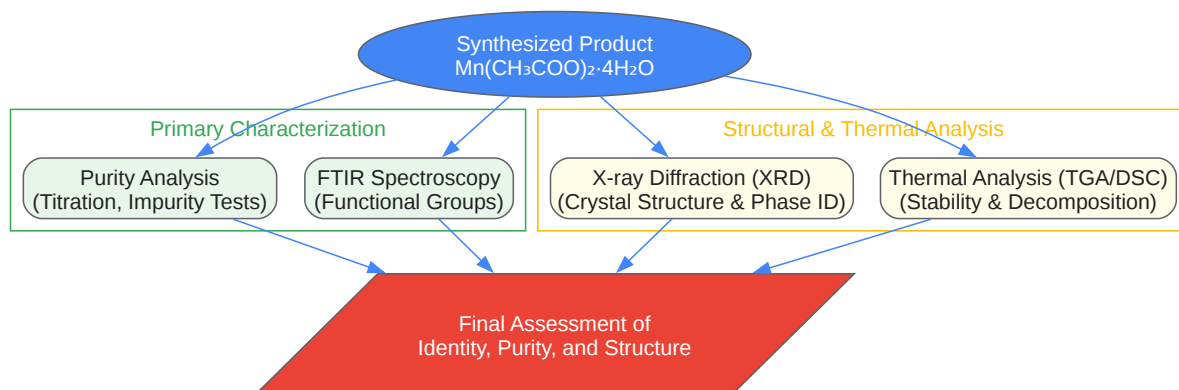 Synthesized Product
Mn(CH₃COO)₂·4H₂O
Primary Characterization
Structural & Thermal Analysis
Purity Analysis
(Titration, Impurity Tests)
FTIR Spectroscopy
(Functional Groups)
X-ray Diffraction (XRD)
(Crystal Structure & Phase ID)
Thermal Analysis (TGA/DSC)
(Stability & Decomposition)
Final Assessment of
Identity, Purity, and Structure